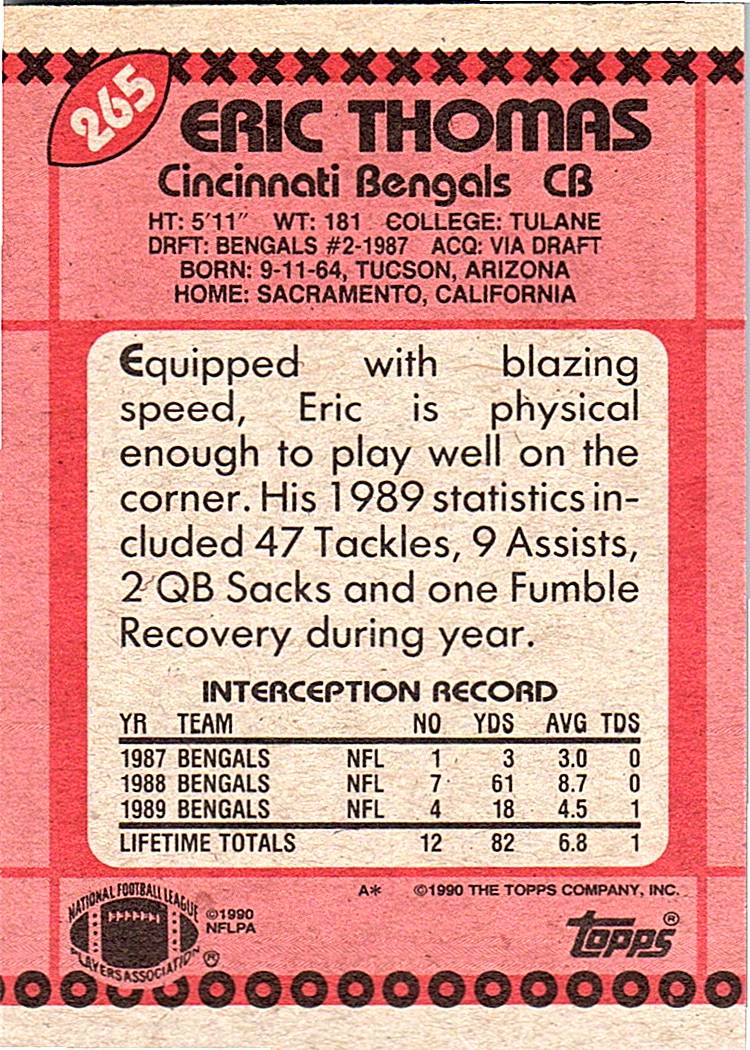 265
ERIC THOMAS
Cincinnati Bengals CB
HT: 5'11" WT: 181 COLLEGE: TULANE
DRFT: BENGALS #2-1987 ACQ: VIA DRAFT
BORN: 9-11-64, TUCSON, ARIZONA
HOME: SACRAMENTO, CALIFORNIA
Equipped with blazing
speed, Eric is physical
enough to play well on the
corner. His 1989 statistics in-
cluded 47 Tackles, 9 Assists,
2 QB Sacks and one Fumble
Recovery during year.
INTERCEPTION RECORD
YR TEAM NO YDS AVG TDS
1987 BENGALS NFL 1 3 3.0 0
1988 BENGALS NFL 7 61 8.7 0
1989 BENGALS NFL 4 18 4.5 1
LIFETIME TOTALS 12 82 6.8 1
A* ©1990 THE TOPPS COMPANY, INC.
NATIONAL FOOTBALL LEAGUE
PLAYERS ASSOCIATION ®
©1990
NFLPA
topps ®